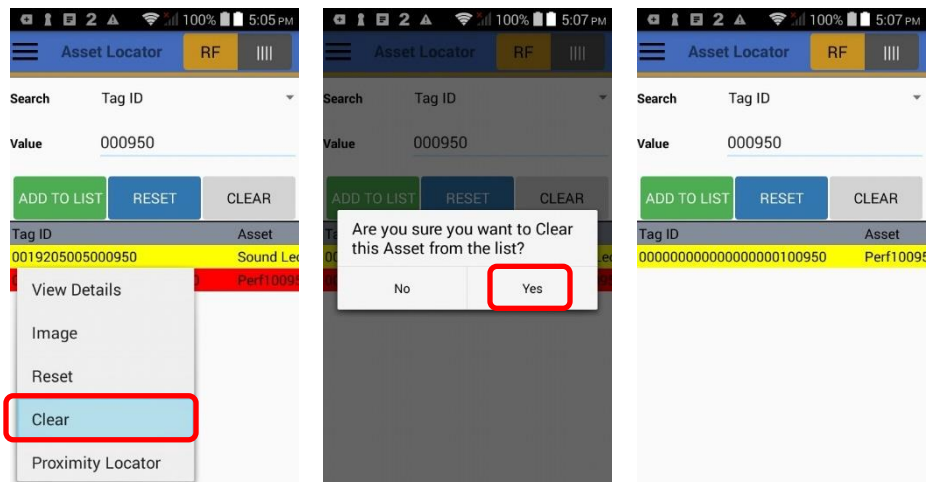 2 100% 5:05 PM
Asset Locator RF
Search Tag ID
Value 000950
ADD TO LIST RESET CLEAR
Tag ID Asset
0019205005000950 Sound Le
Perf1009
View Details
Image
Reset
Clear
Proximity Locator
2 100% 5:07 PM
Asset Locator RF
Search Tag ID
Value 000950
ADD TO LIST RESET CLEAR
Are you sure you want to Clear
this Asset from the list?
No Yes
2 100% 5:07 PM
Asset Locator RF
Search Tag ID
Value 000950
ADD TO LIST RESET CLEAR
Tag ID Asset
000000000000000000100950 Perf10095